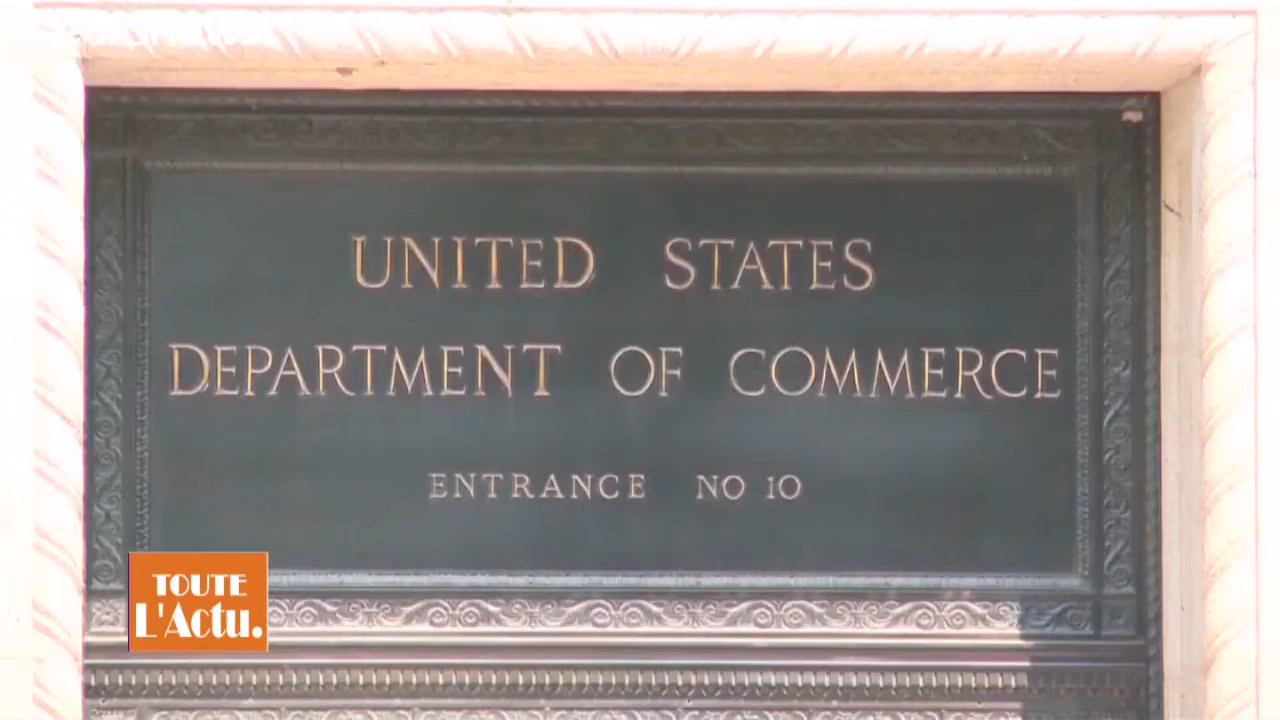 UNITED STATES
DEPARTMENT OF COMMERCE
ENTRANCE NO 10
TOUTE
L'Actu.